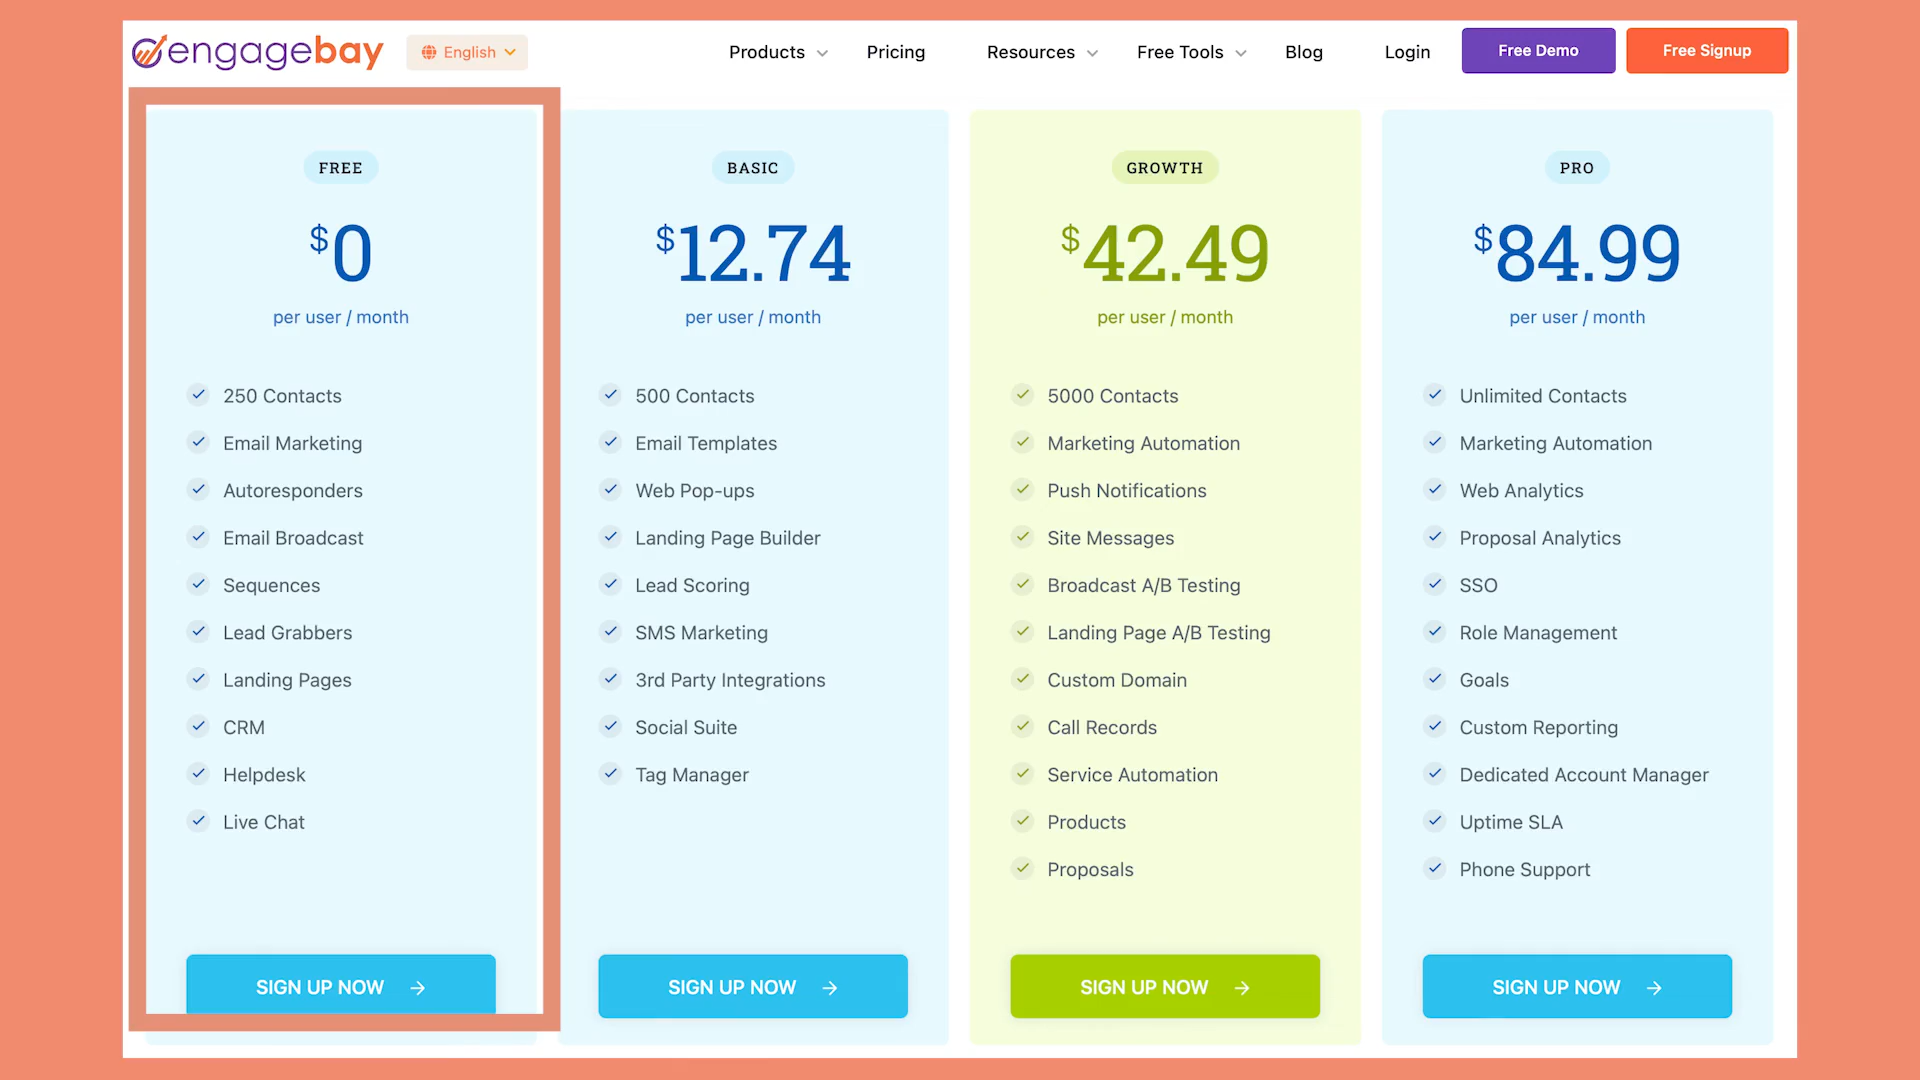 engagebay
English
Products
Pricing
Resources
Free Tools
Blog
Login
Free Demo
Free Signup
FREE
$0
per user / month
250 Contacts
Email Marketing
Autoresponders
Email Broadcast
Sequences
Lead Grabbers
Landing Pages
CRM
Helpdesk
Live Chat
SIGN UP NOW →
BASIC
$12.74
per user / month
500 Contacts
Email Templates
Web Pop-ups
Landing Page Builder
Lead Scoring
SMS Marketing
3rd Party Integrations
Social Suite
Tag Manager
SIGN UP NOW →
GROWTH
$42.49
per user / month
5000 Contacts
Marketing Automation
Push Notifications
Site Messages
Broadcast A/B Testing
Landing Page A/B Testing
Custom Domain
Call Records
Service Automation
Products
Proposals
SIGN UP NOW →
PRO
$84.99
per user / month
Unlimited Contacts
Marketing Automation
Web Analytics
Proposal Analytics
SSO
Role Management
Goals
Custom Reporting
Dedicated Account Manager
Uptime SLA
Phone Support
SIGN UP NOW →